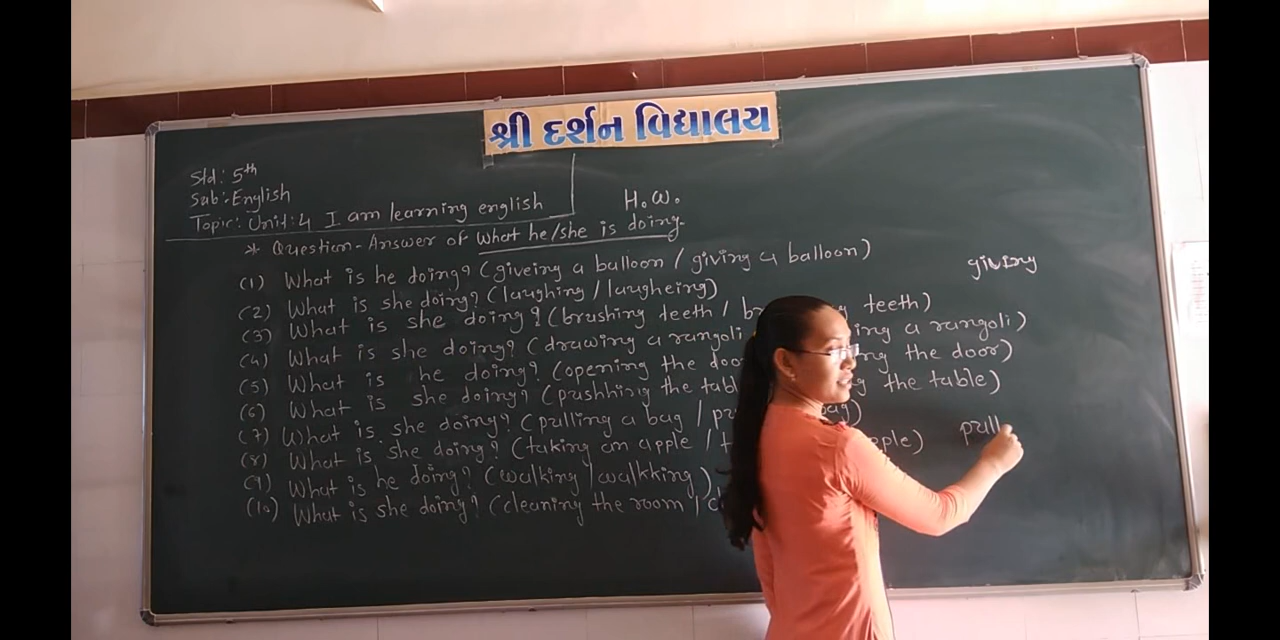 શ્રી દર્શન વિદ્યાલય
Std: 5th
Sub: English
Topic: Unit: 4 I am learning english
H.W.
* Question-Answer of What he/she is doing.
(1) What is he doing? (giveing a balloon / giving a balloon)
giving
(2) What is she doing? (laughing / laugheing)
(3) What is she doing? (brushing teeth / teeth)
(4) What is she doing? (drawing a rangoli a rangoli)
(5) What is he doing? (opening the door the door)
(6) What is she doing? (pushhing the table the table)
(7) What is she doing? (pulling a bag / bag)
pull
(8) What is she doing? (taking an apple / apple)
(9) What is he doing? (walking / walkking)
(10) What is she doing? (cleaning the room /